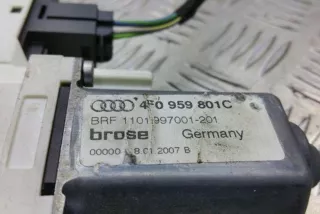 4F0 959 801C
BRF 1101 997001-201
brose Germany
00000 8.01.2007 B